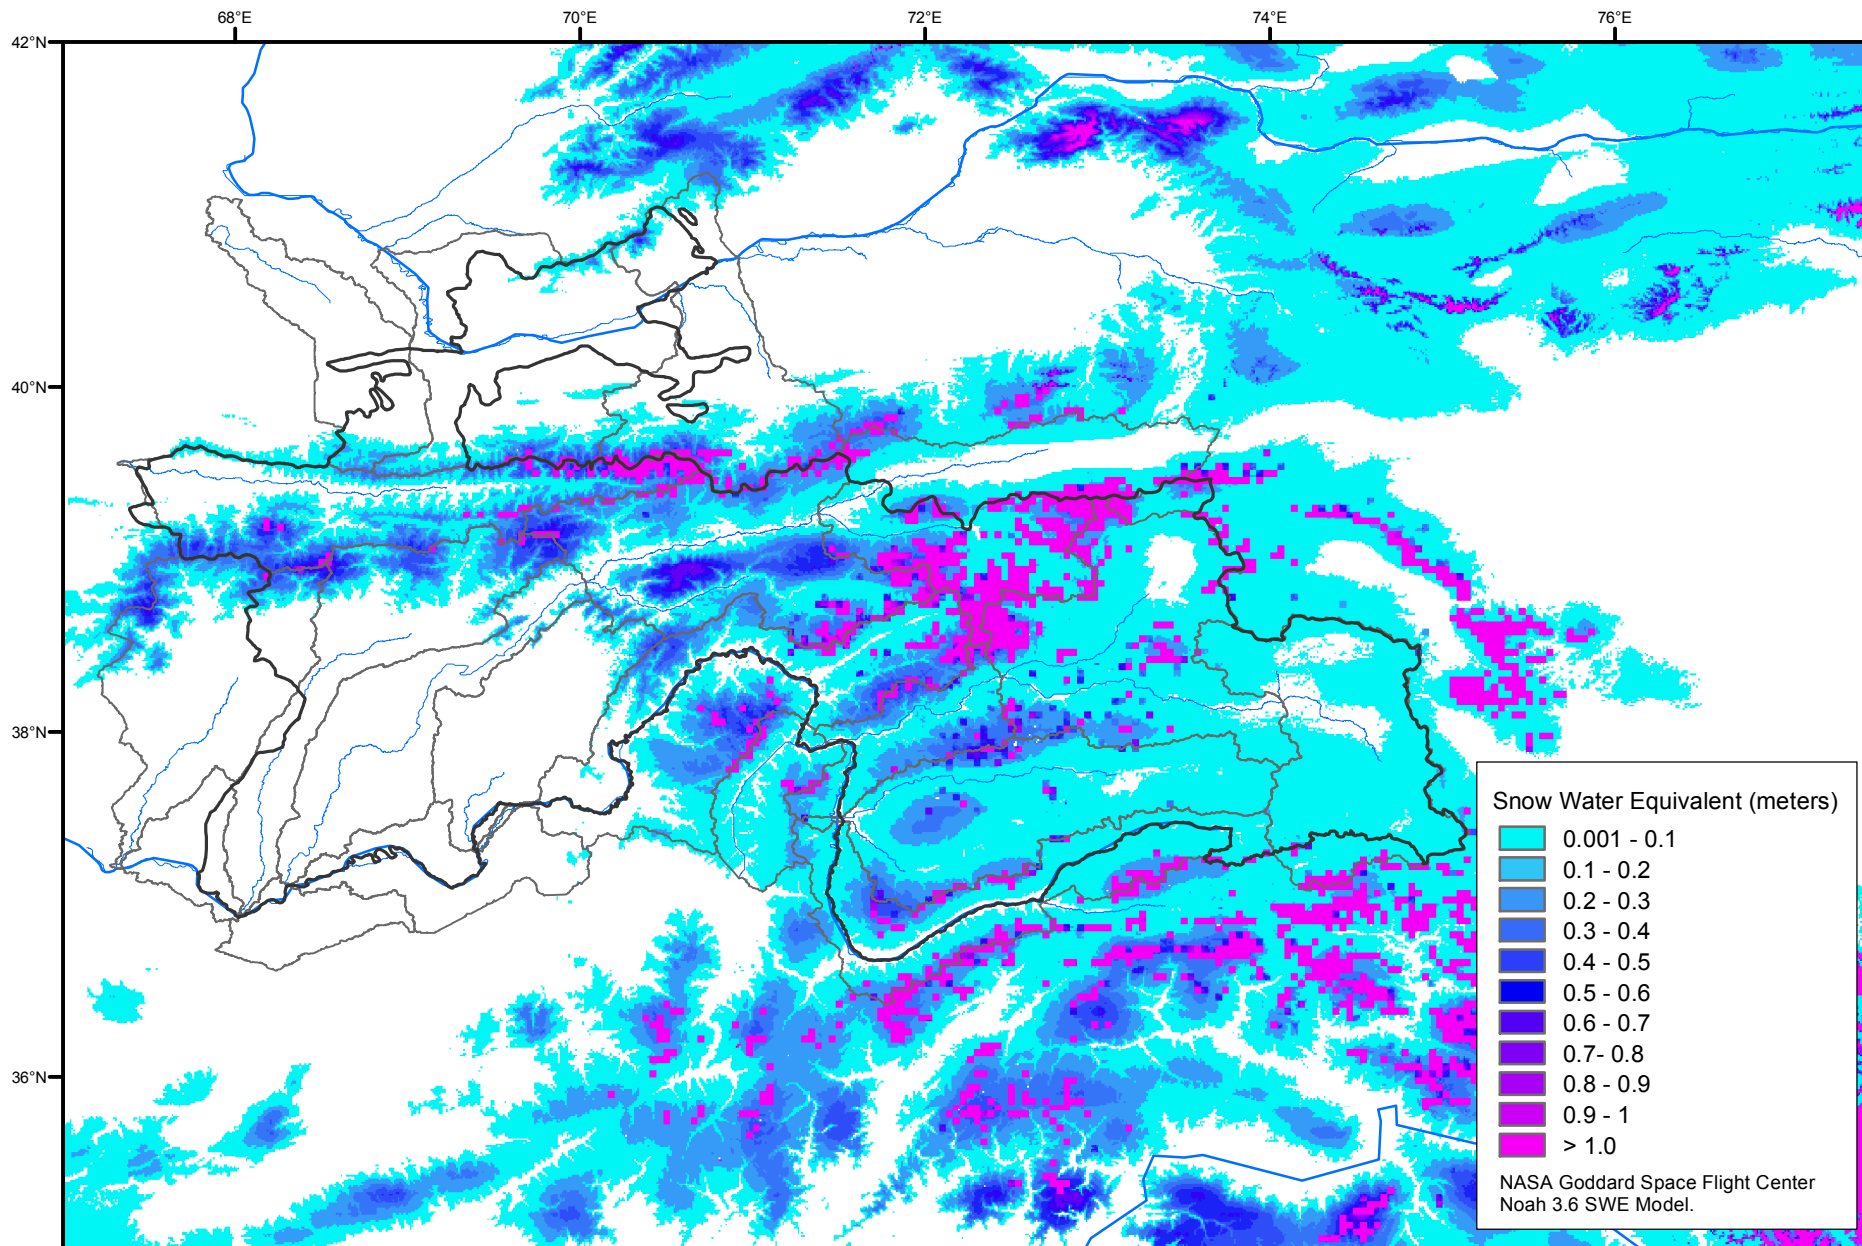 68°E
70°E
72°E
74°E
76°E
42°N
40°N
38°N
36°N
Snow Water Equivalent (meters)
0.001 - 0.1
0.1 - 0.2
0.2 - 0.3
0.3 - 0.4
0.4 - 0.5
0.5 - 0.6
0.6 - 0.7
0.7- 0.8
0.8 - 0.9
0.9 - 1
> 1.0
NASA Goddard Space Flight Center
Noah 3.6 SWE Model.